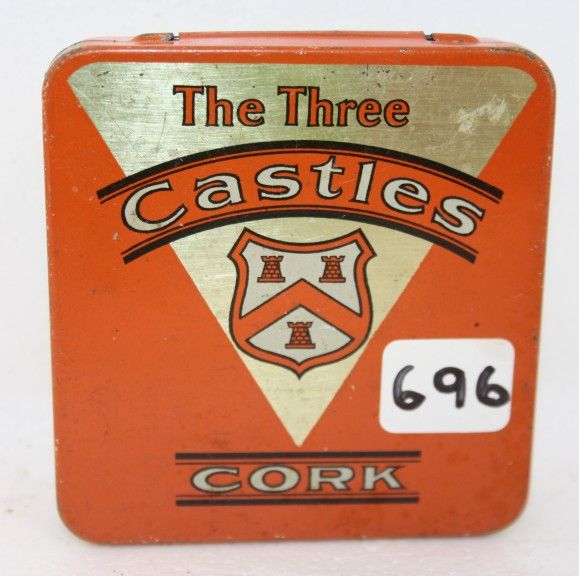 The Three
Castles
696
CORK